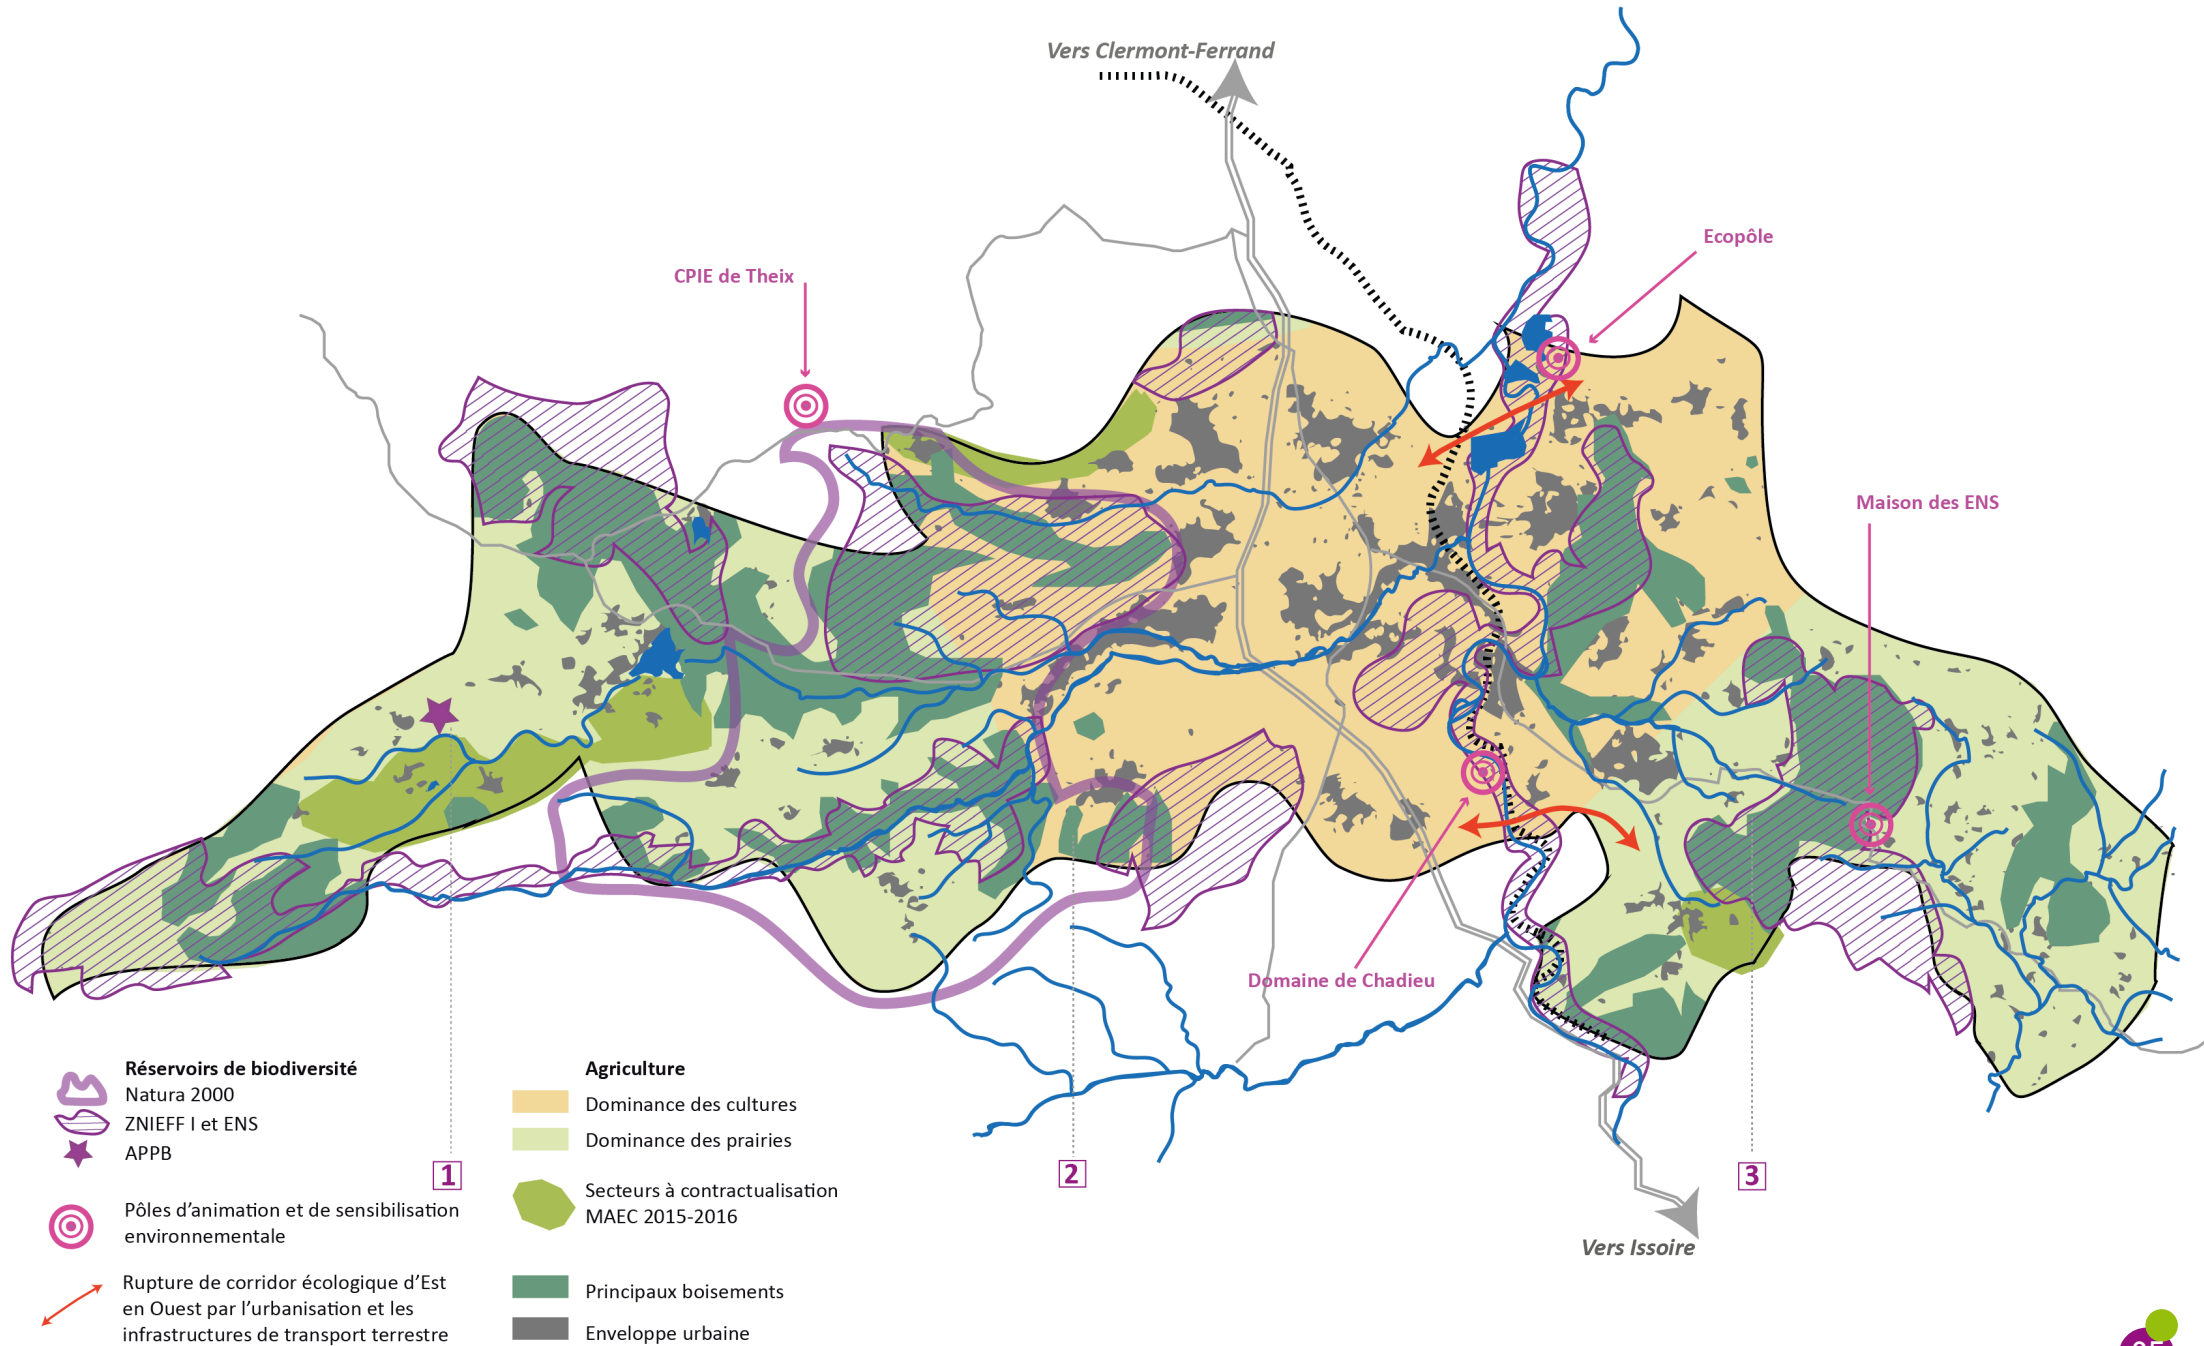 Vers Clermont-Ferrand
Ecopôle
CPIE de Theix
Maison des ENS
Domaine de Chadieu
Vers Issoire
1
2
3
Réservoirs de biodiversité
Natura 2000
ZNIEFF I et ENS
APPB
Pôles d’animation et de sensibilisation
environnementale
Rupture de corridor écologique d’Est
en Ouest par l’urbanisation et les
infrastructures de transport terrestre
Agriculture
Dominance des cultures
Dominance des prairies
Secteurs à contractualisation
MAEC 2015-2016
Principaux boisements
Enveloppe urbaine